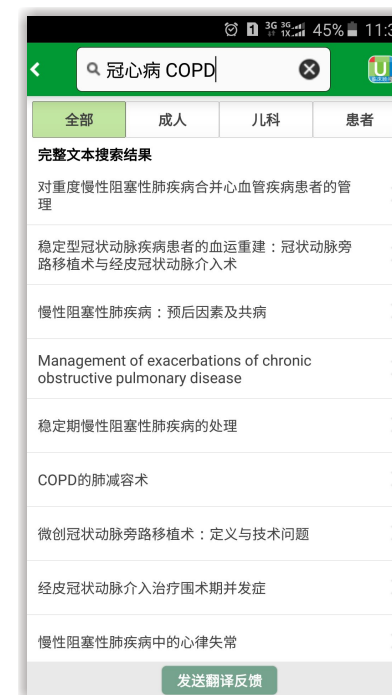 1 3G 3G 1X 45% 11:3
冠心病 COPD
U
全部 成人 儿科 患者
完整文本搜索结果
对重度慢性阻塞性肺疾病合并心血管疾病患者的管
理
稳定型冠状动脉疾病患者的血运重建：冠状动脉旁
路移植术与经皮冠状动脉介入术
慢性阻塞性肺疾病：预后因素及共病
Management of exacerbations of chronic
obstructive pulmonary disease
稳定期慢性阻塞性肺疾病的处理
COPD的肺减容术
微创冠状动脉旁路移植术：定义与技术问题
经皮冠状动脉介入治疗围术期并发症
慢性阻塞性肺疾病中的心律失常
发送翻译反馈